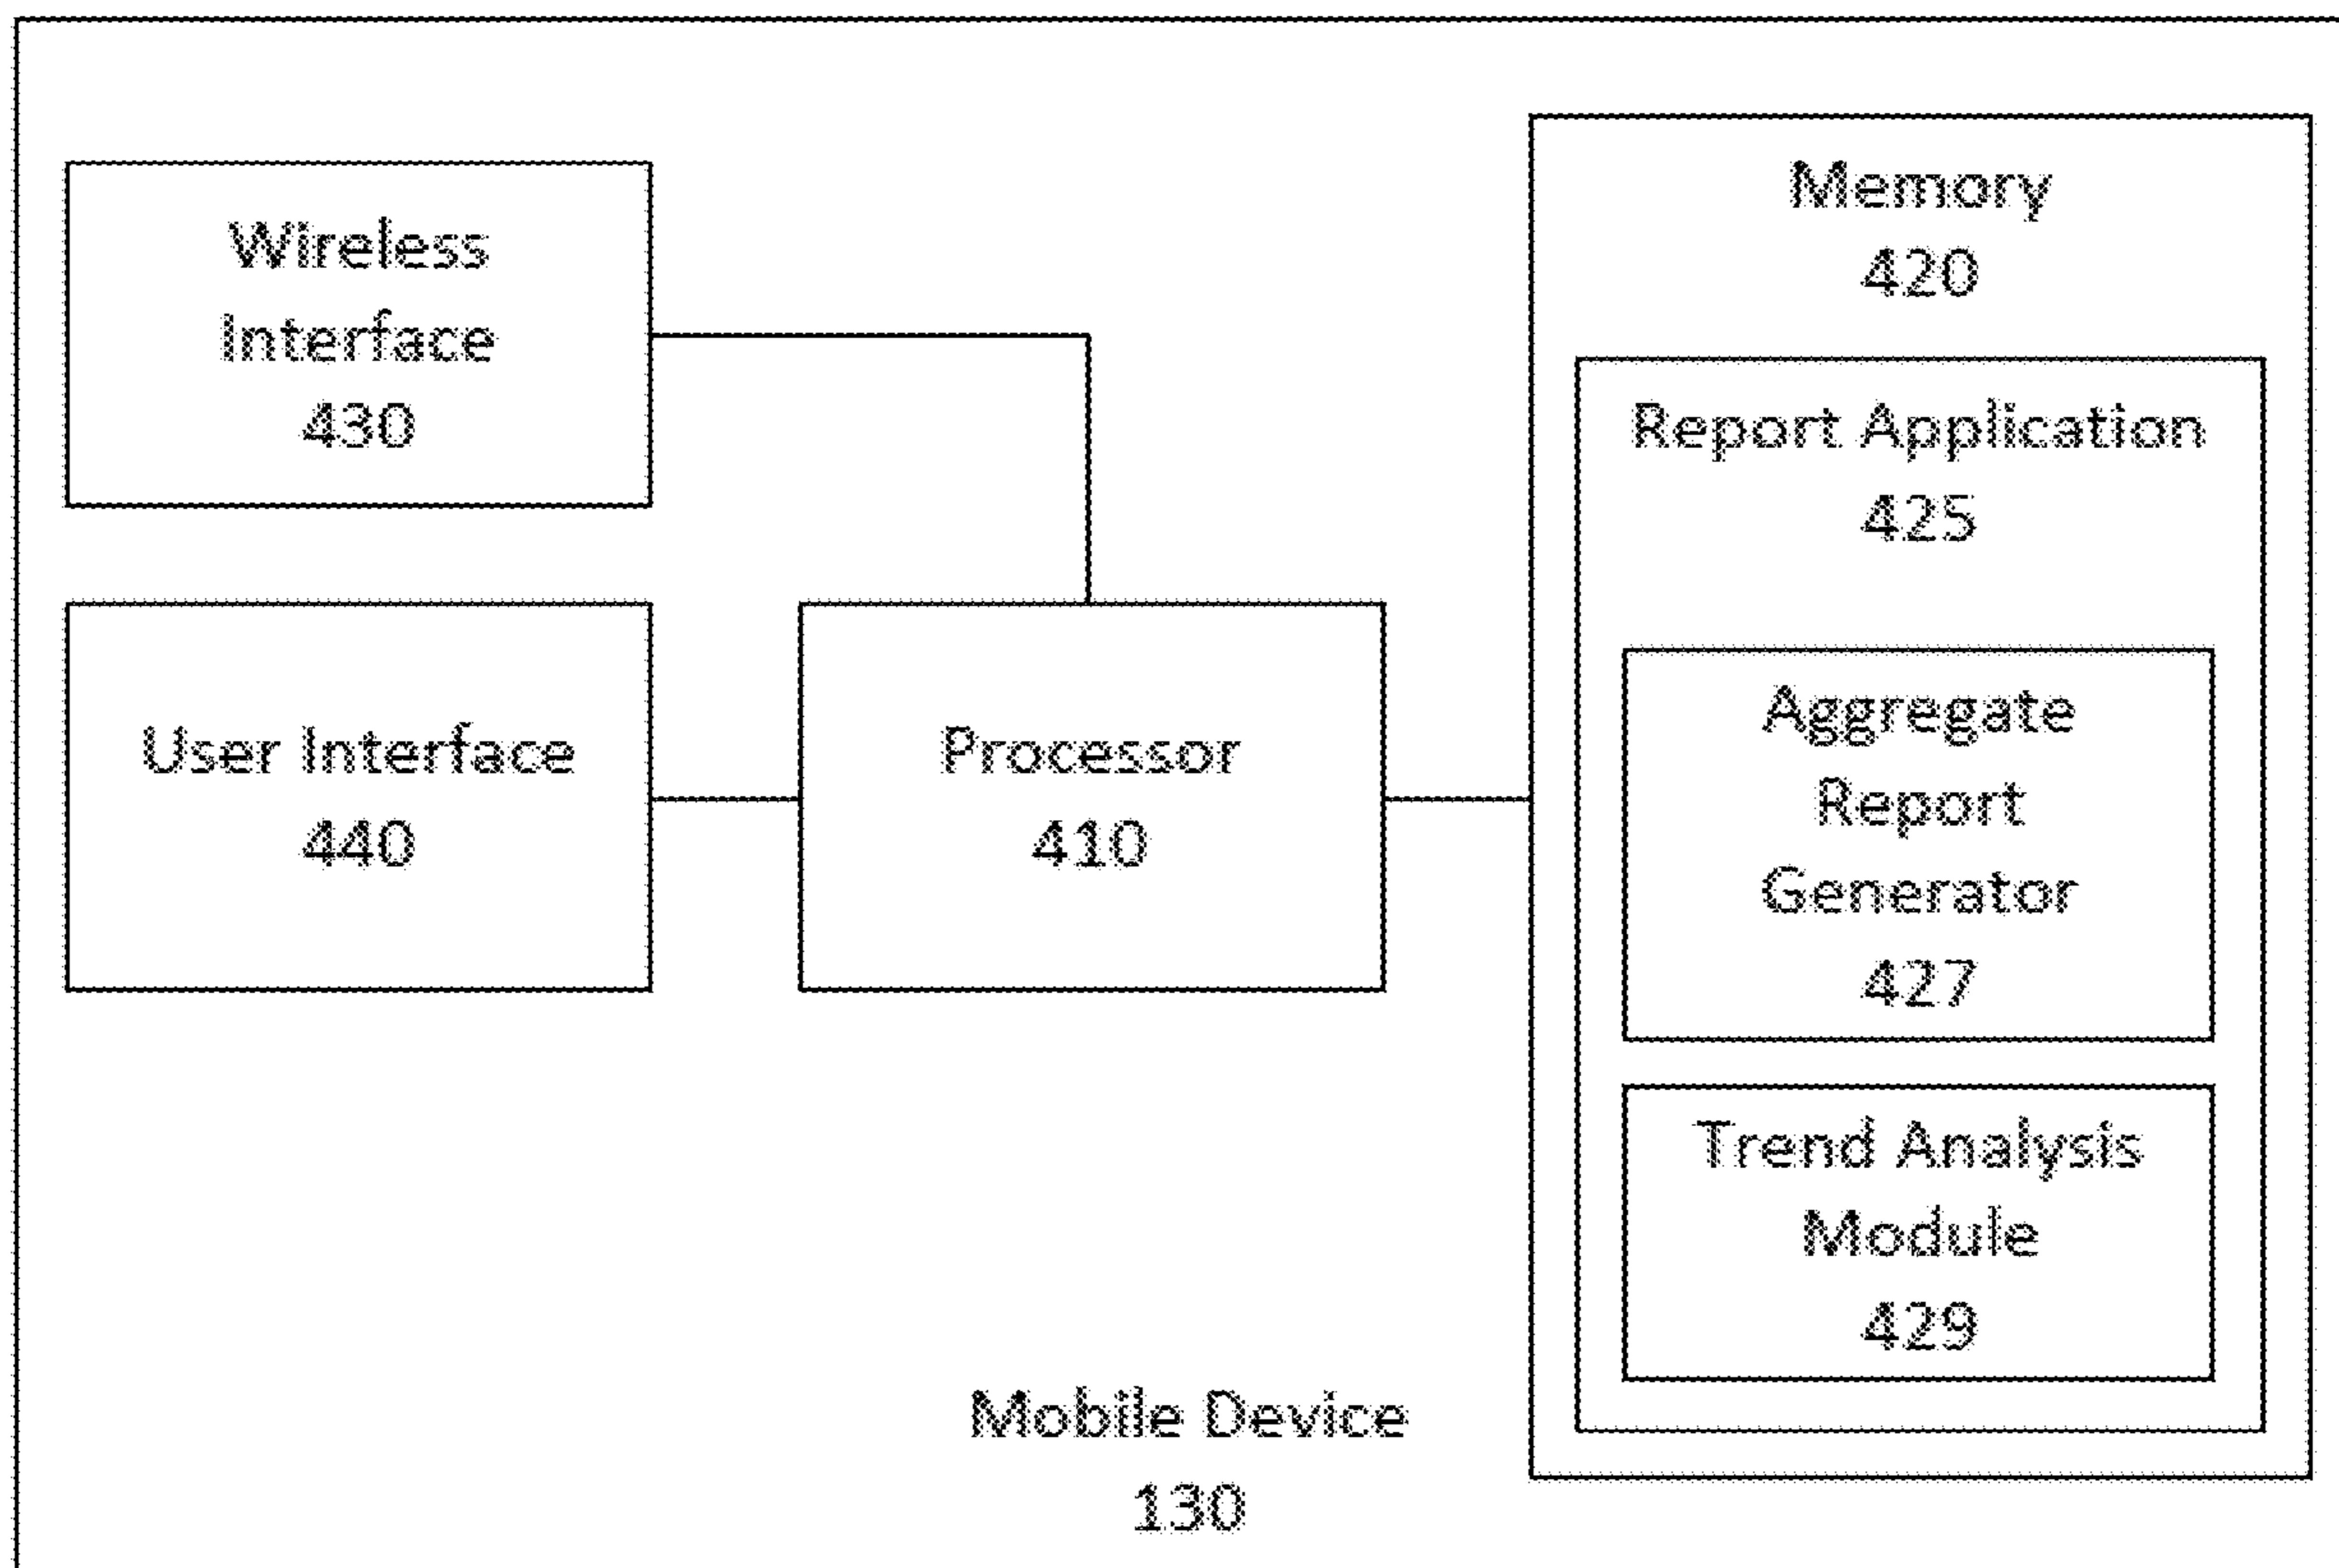 Wireless
Interface
430
User Interface
440
Processor
410
Memory
420
Report Application
425
Aggregate
Report
Generator
427
Trend Analysis
Module
429
Mobile Device
130